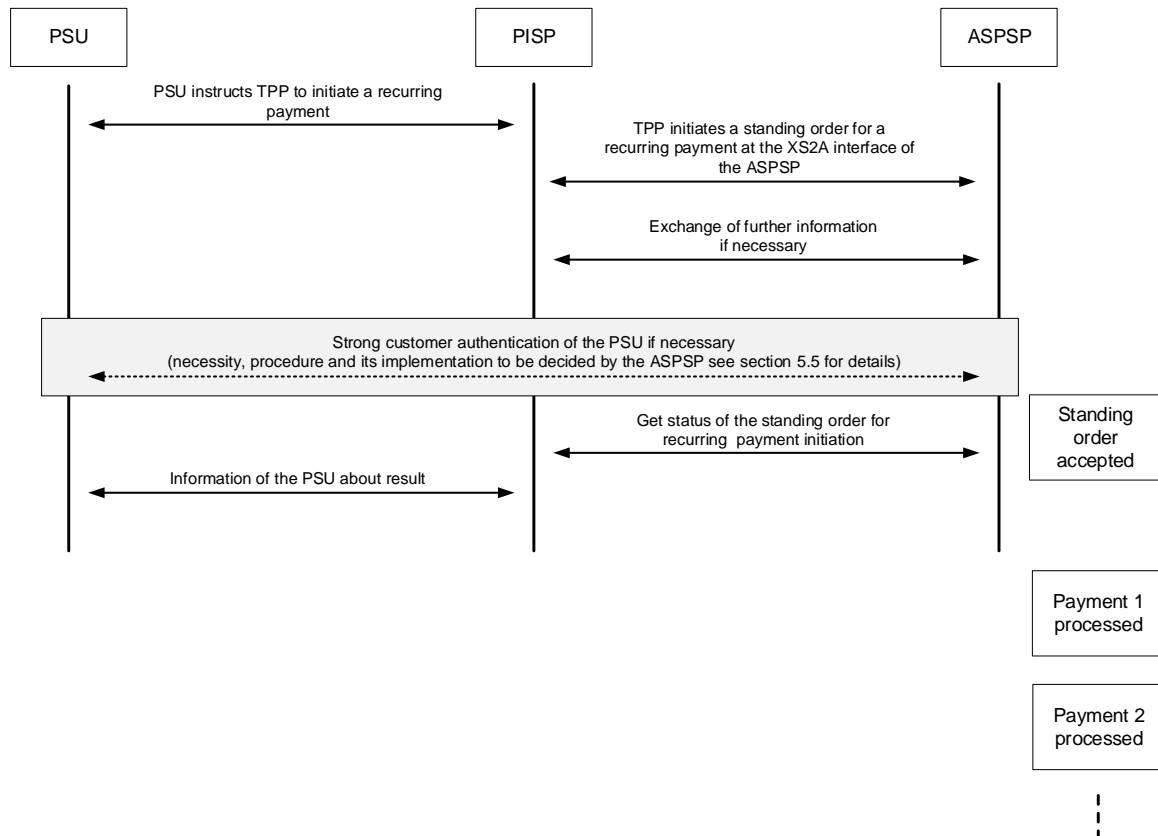 PSU
PISP
ASPSP
PSU instructs TPP to initiate a recurring
payment
TPP initiates a standing order for a
recurring payment at the XS2A interface of
the ASPSP
Exchange of further information
if necessary
Strong customer authentication of the PSU if necessary
(necessity, procedure and its implementation to be decided by the ASPSP see section 5.5 for details)
Get status of the standing order for
recurring payment initiation
Standing
order
accepted
Information of the PSU about result
Payment 1
processed
Payment 2
processed